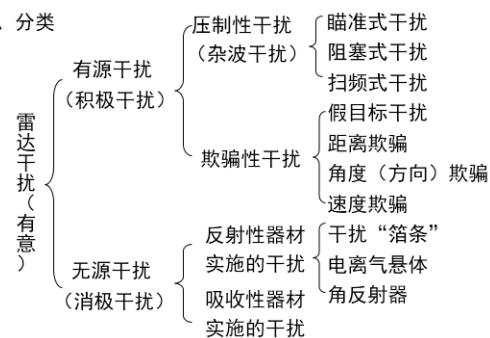 、分类
雷达干扰(有意)
有源干扰
（积极干扰）
压制性干扰
（杂波干扰）
瞄准式干扰
阻塞式干扰
扫频式干扰
欺骗性干扰
假目标干扰
距离欺骗
角度（方向）欺骗
速度欺骗
无源干扰
（消极干扰）
反射性器材
实施的干扰
干扰“箔条”
电离气悬体
角反射器
吸收性器材
实施的干扰